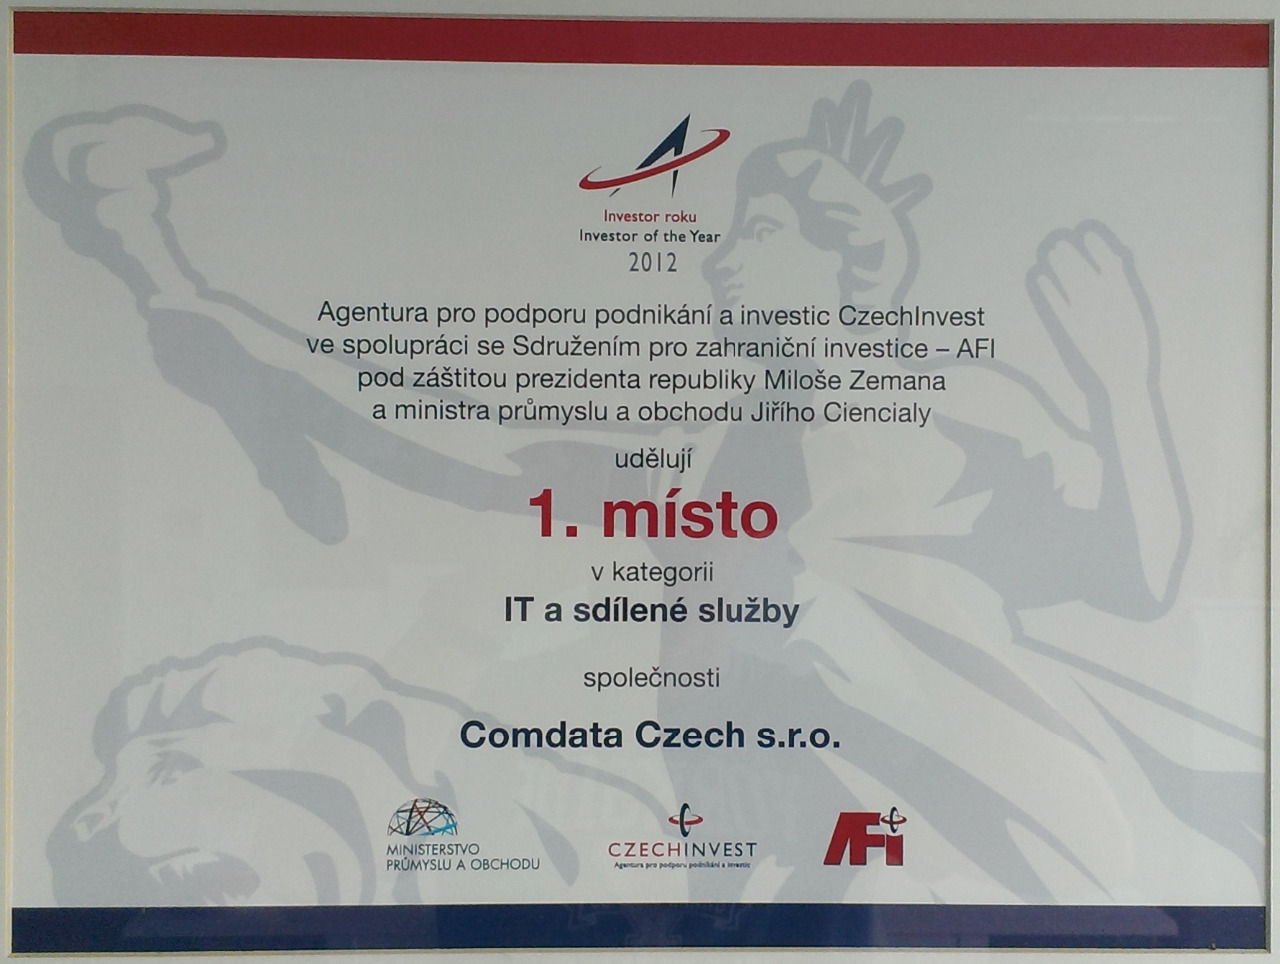 Investor roku
Investor of the Year
2012
Agentura pro podporu podnikání a investic CzechInvest
ve spolupráci se Sdružením pro zahraniční investice – AFI
pod záštitou prezidenta republiky Miloše Zemana
a ministra průmyslu a obchodu Jiřího Ciencialy
udělují
1. místo
v kategorii
IT a sdílené služby
společnosti
Comdata Czech s.r.o.
MINISTERSTVO
PRŮMYSLU A OBCHODU
CZECHINVEST
Agentura pro podporu podnikání a investic
AFi